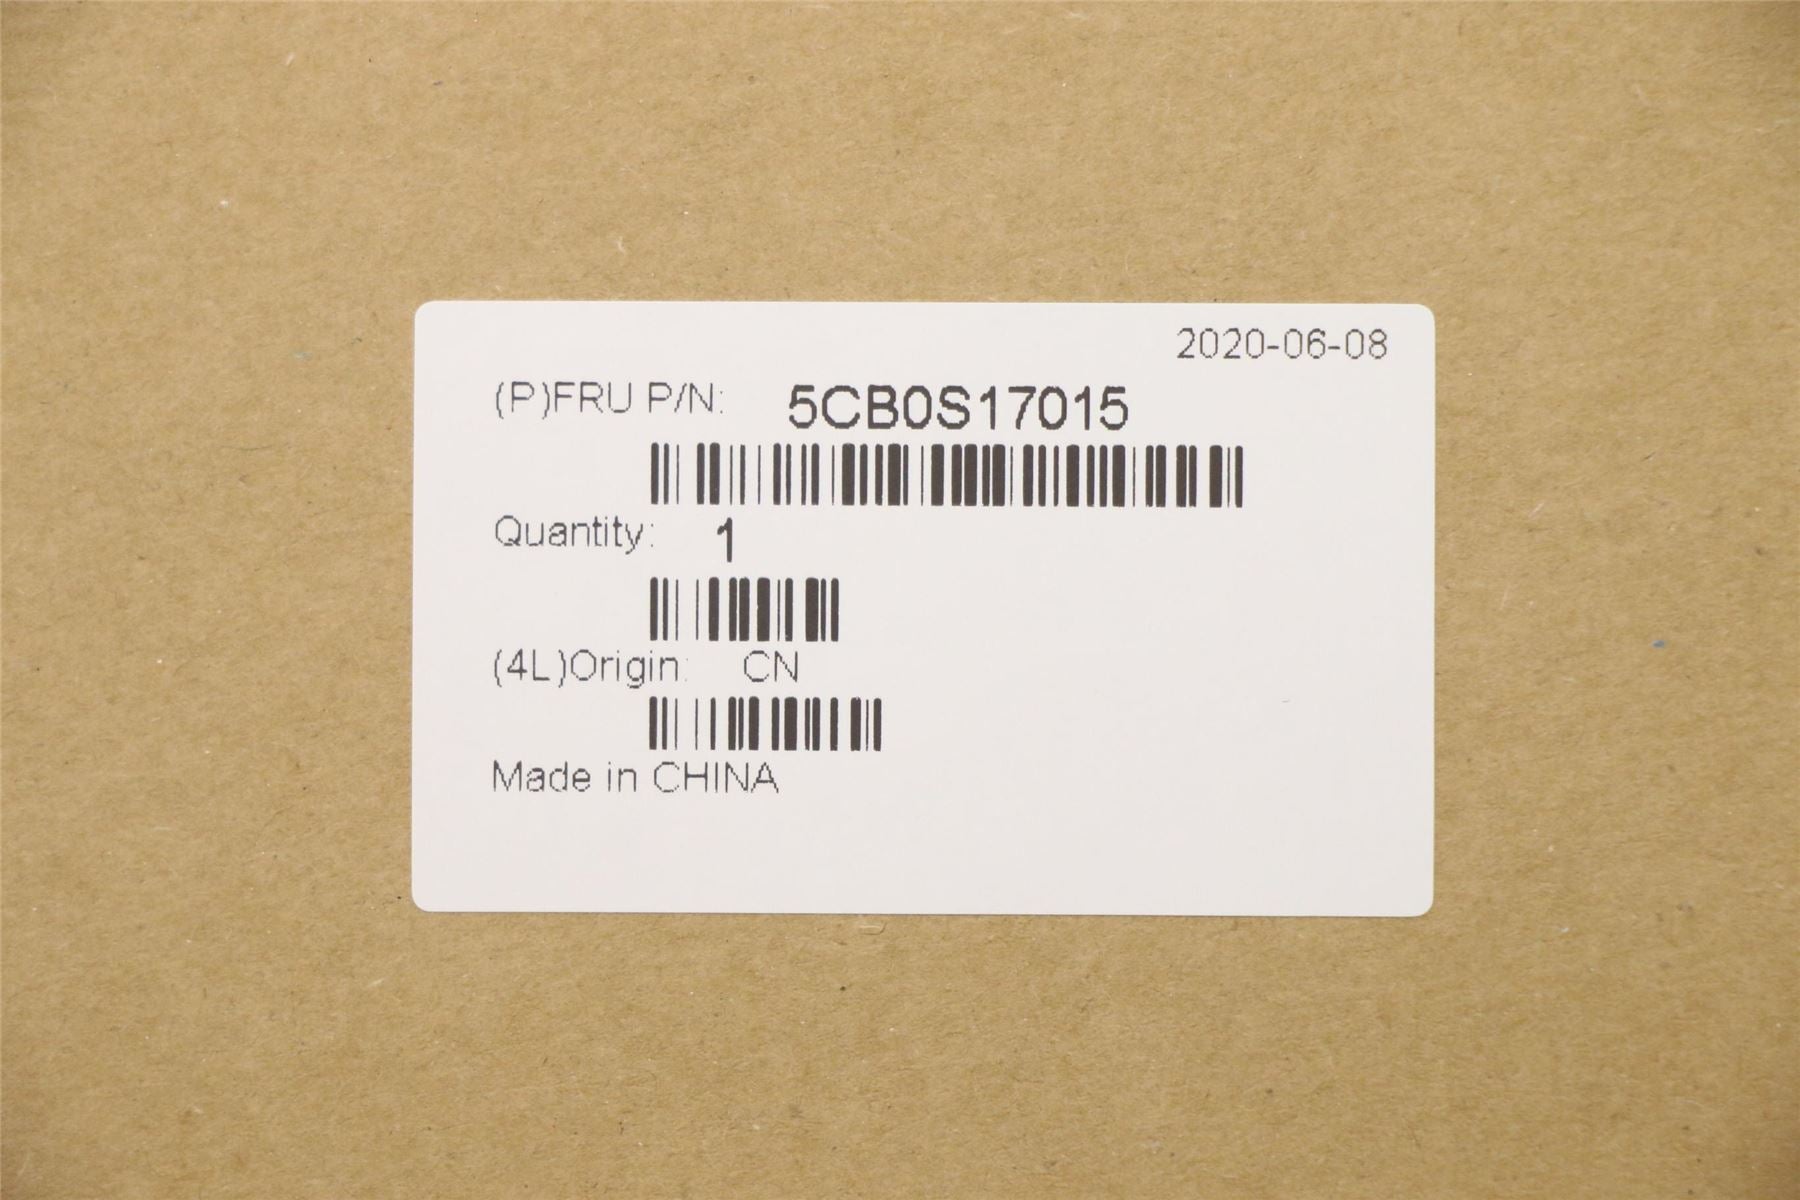 2020-06-08
(P)FRU P/N: 5CB0S17015
Quantity: 1
(4L)Origin: CN
Made in CHINA